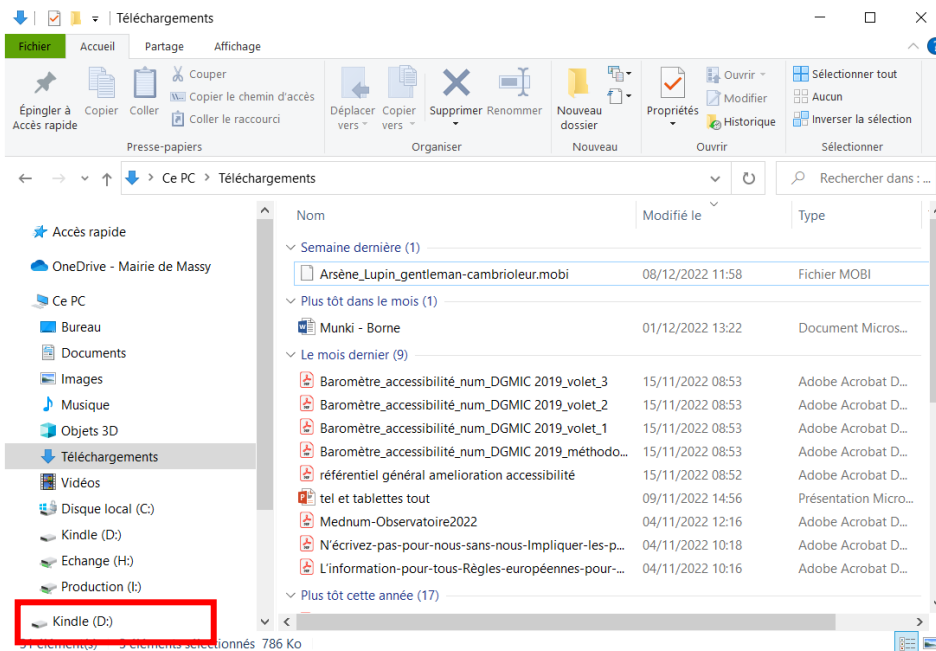 Téléchargements
Fichier Accueil Partage Affichage
Épingler à Accès rapide
Copier
Coller
Couper
Copier le chemin d'accès
Coller le raccourci
Presse-papiers
Déplacer vers
Copier vers
Supprimer
Renommer
Organiser
Nouveau dossier
Nouveau
Propriétés
Ouvrir
Modifier
Historique
Ouvrir
Sélectionner tout
Aucun
Inverser la sélection
Sélectionner
Ce PC > Téléchargements
Rechercher dans : ...
Accès rapide
OneDrive - Mairie de Massy
Ce PC
Bureau
Documents
Images
Musique
Objets 3D
Téléchargements
Vidéos
Disque local (C:)
Kindle (D:)
Echange (H:)
Production (I:)
Kindle (D:)
Nom Modifié le Type
Semaine dernière (1)
Arsène_Lupin_gentleman-cambrioleur.mobi 08/12/2022 11:58 Fichier MOBI
Plus tôt dans le mois (1)
Munki - Borne 01/12/2022 13:22 Document Micros...
Le mois dernier (9)
Baromètre_accessibilité_num_DGMIC 2019_volet_3 15/11/2022 08:53 Adobe Acrobat D...
Baromètre_accessibilité_num_DGMIC 2019_volet_2 15/11/2022 08:53 Adobe Acrobat D...
Baromètre_accessibilité_num_DGMIC 2019_volet_1 15/11/2022 08:53 Adobe Acrobat D...
Baromètre_accessibilité_num_DGMIC 2019_méthodo... 15/11/2022 08:53 Adobe Acrobat D...
référentiel général amelioration accessibilité 15/11/2022 08:52 Adobe Acrobat D...
tel et tablettes tout 09/11/2022 14:56 Présentation Micro...
Mednum-Observatoire2022 04/11/2022 12:16 Adobe Acrobat D...
N'écrivez-pas-pour-nous-sans-nous-Impliquer-les-p... 04/11/2022 10:18 Adobe Acrobat D...
L'information-pour-tous-Règles-européennes-pour-... 04/11/2022 10:16 Adobe Acrobat D...
Plus tôt cette année (17)
sélectionnés 786 Ko